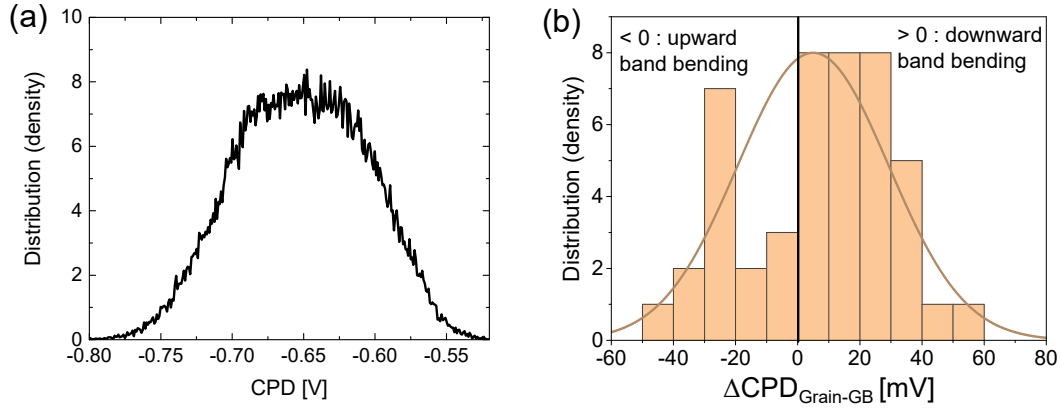 (a)
10
8
6
4
2
0
Distribution (density)
-0.80 -0.75 -0.70 -0.65 -0.60 -0.55
CPD [V]
(b)
< 0 : upward
band bending
> 0 : downward
band bending
8
6
4
2
0
Distribution (density)
-60 -40 -20 0 20 40 60 80
ΔCPD_Grain-GB [mV]